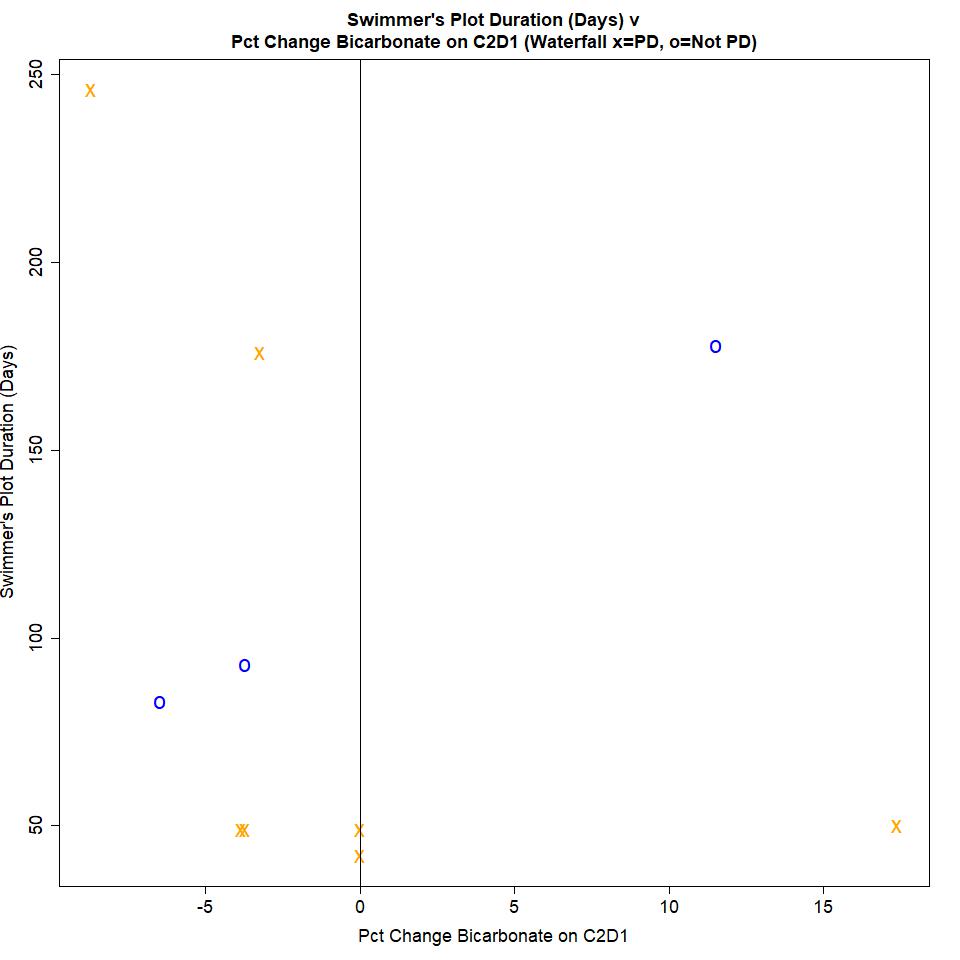 Swimmer's Plot Duration (Days) v
Pct Change Bicarbonate on C2D1 (Waterfall x=PD, o=Not PD)
Swimmer's Plot Duration (Days)
250
200
150
100
50
X
X
O
O
O
XX
X
X
X
-5
0
5
10
15
Pct Change Bicarbonate on C2D1